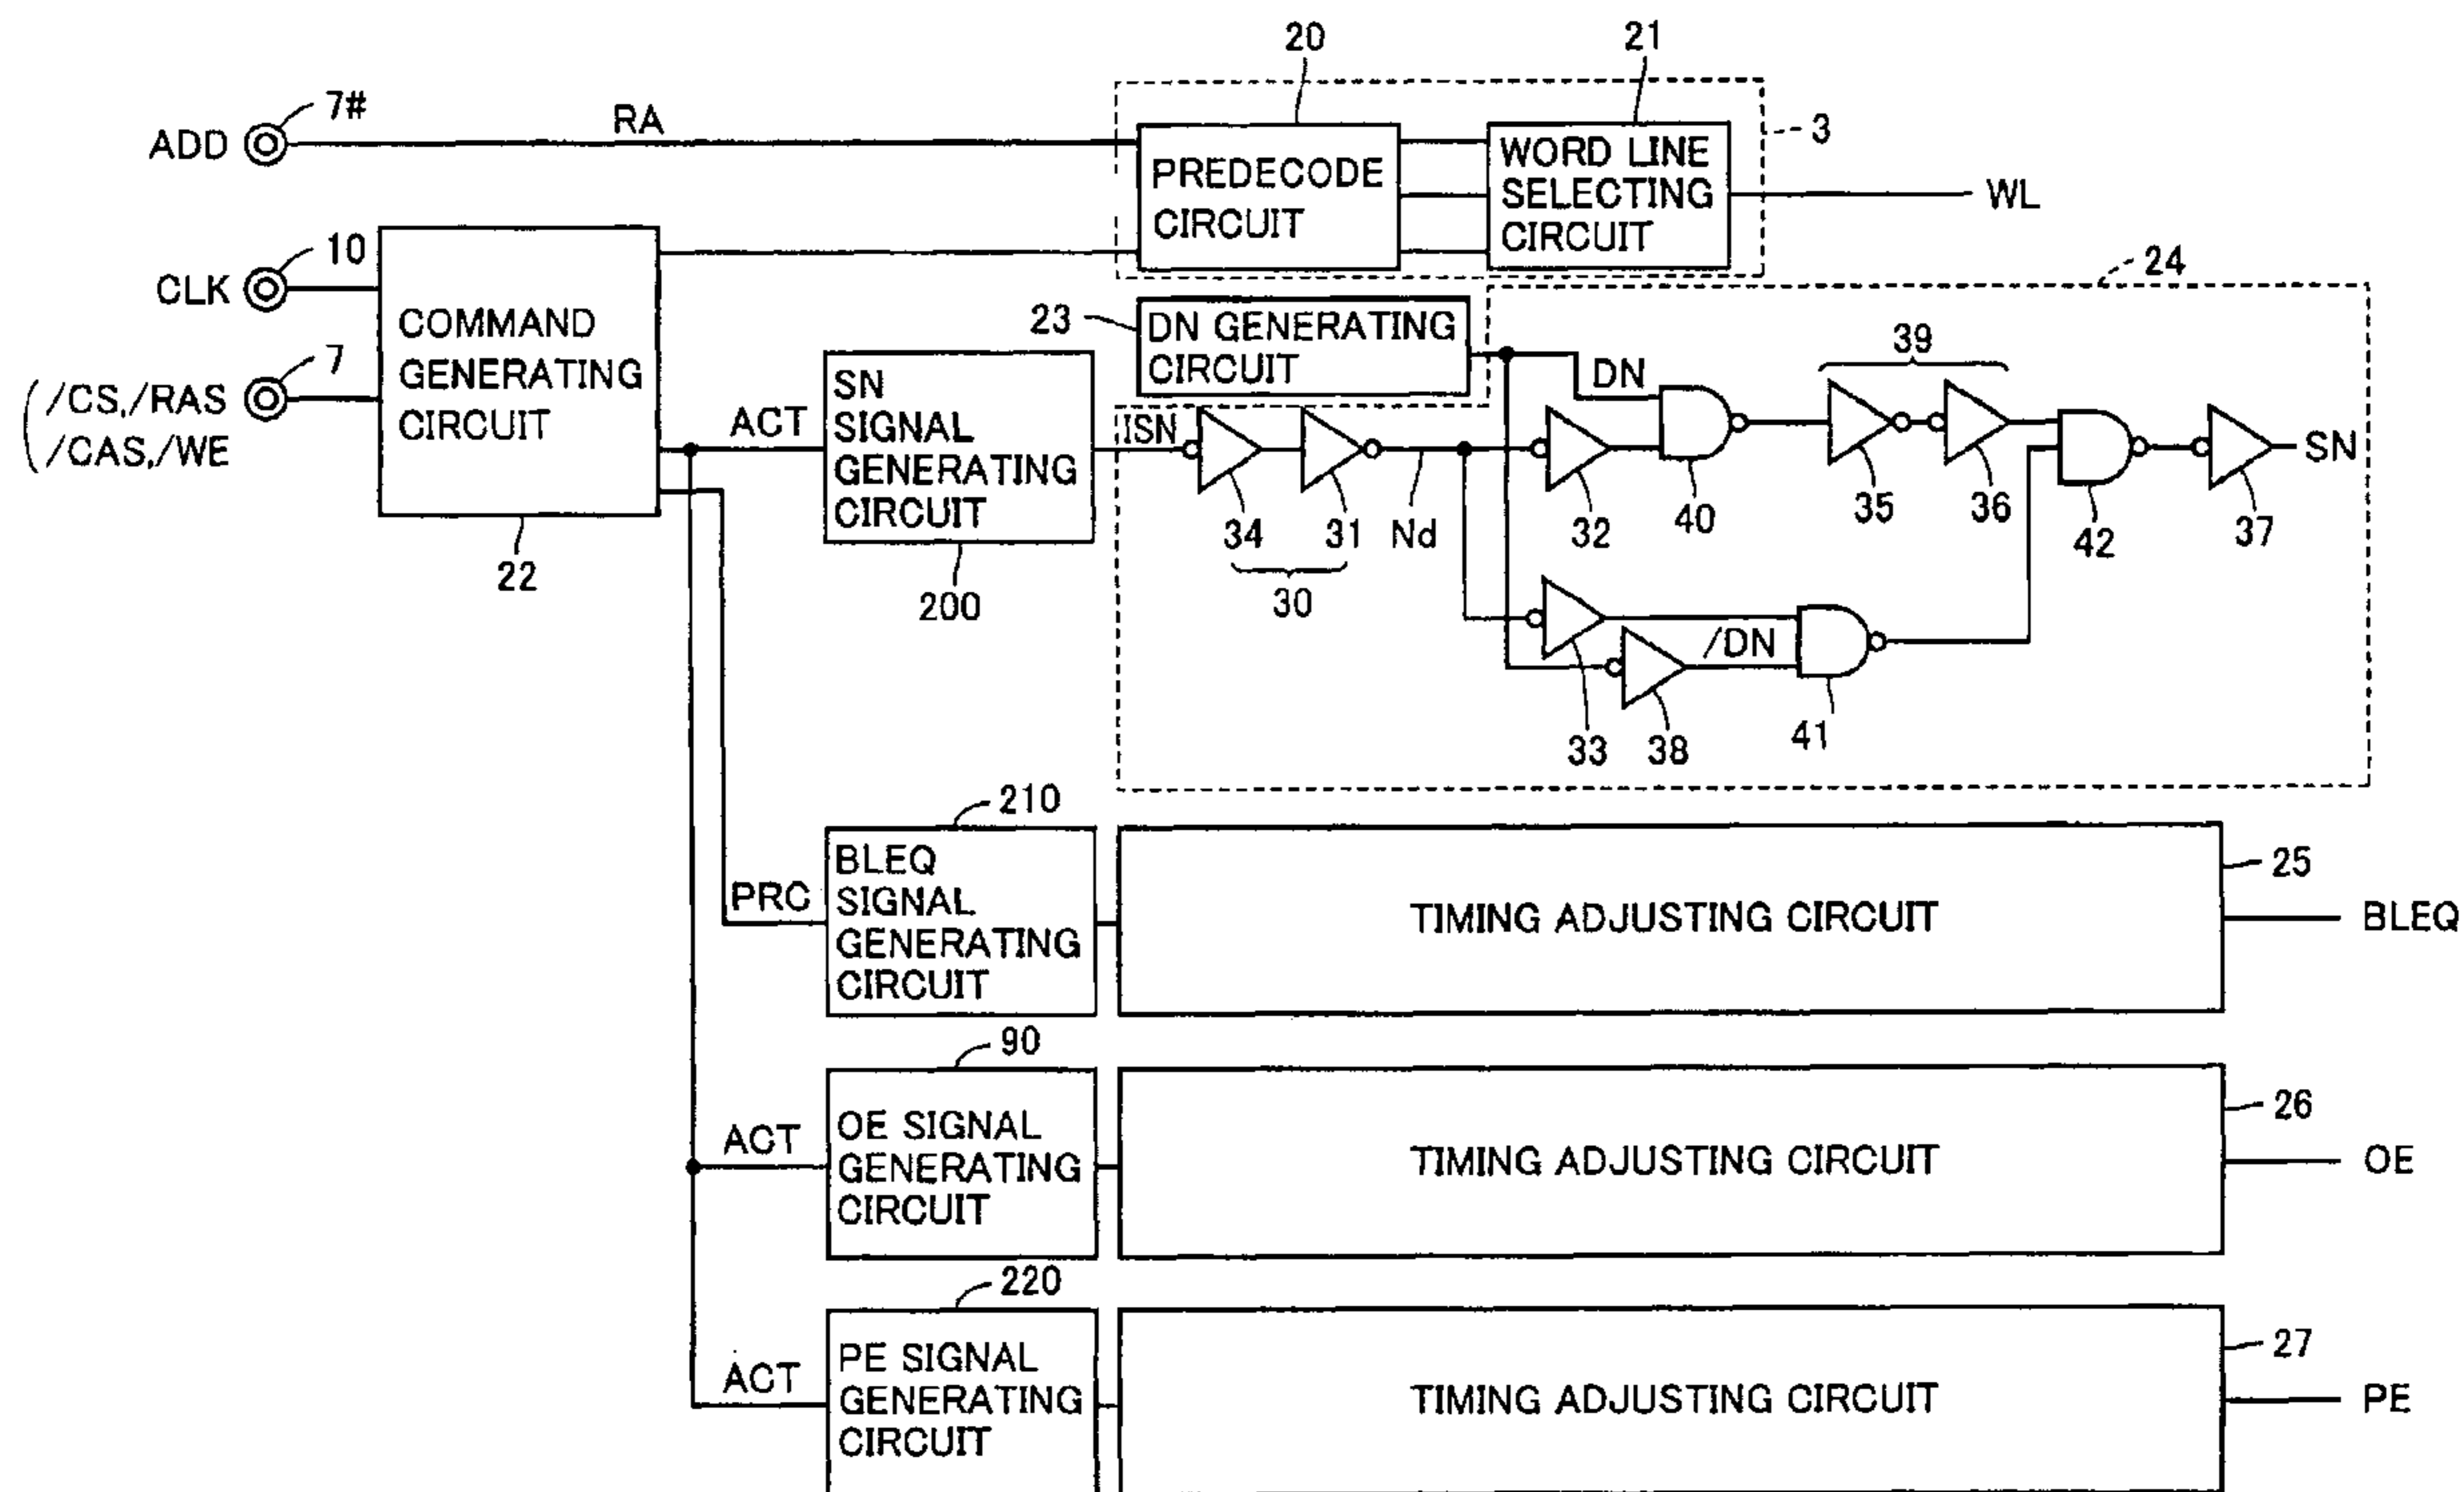 20
21
7#
ADD
RA
PREDECODE
CIRCUIT
WORD LINE
SELECTING
CIRCUIT
3
WL
10
CLK
7
(/CS,/RAS
/CAS,/WE
COMMAND
GENERATING
CIRCUIT
22
ACT
SN
SIGNAL
GENERATING
CIRCUIT
200
23
DN GENERATING
CIRCUIT
24
DN
39
ISN
34
31
Nd
30
32
40
35
36
42
37
SN
33
38
/DN
41
210
BLEQ
SIGNAL
GENERATING
CIRCUIT
PRC
TIMING ADJUSTING CIRCUIT
25
BLEQ
90
ACT
OE SIGNAL
GENERATING
CIRCUIT
TIMING ADJUSTING CIRCUIT
26
OE
220
ACT
PE SIGNAL
GENERATING
CIRCUIT
TIMING ADJUSTING CIRCUIT
27
PE